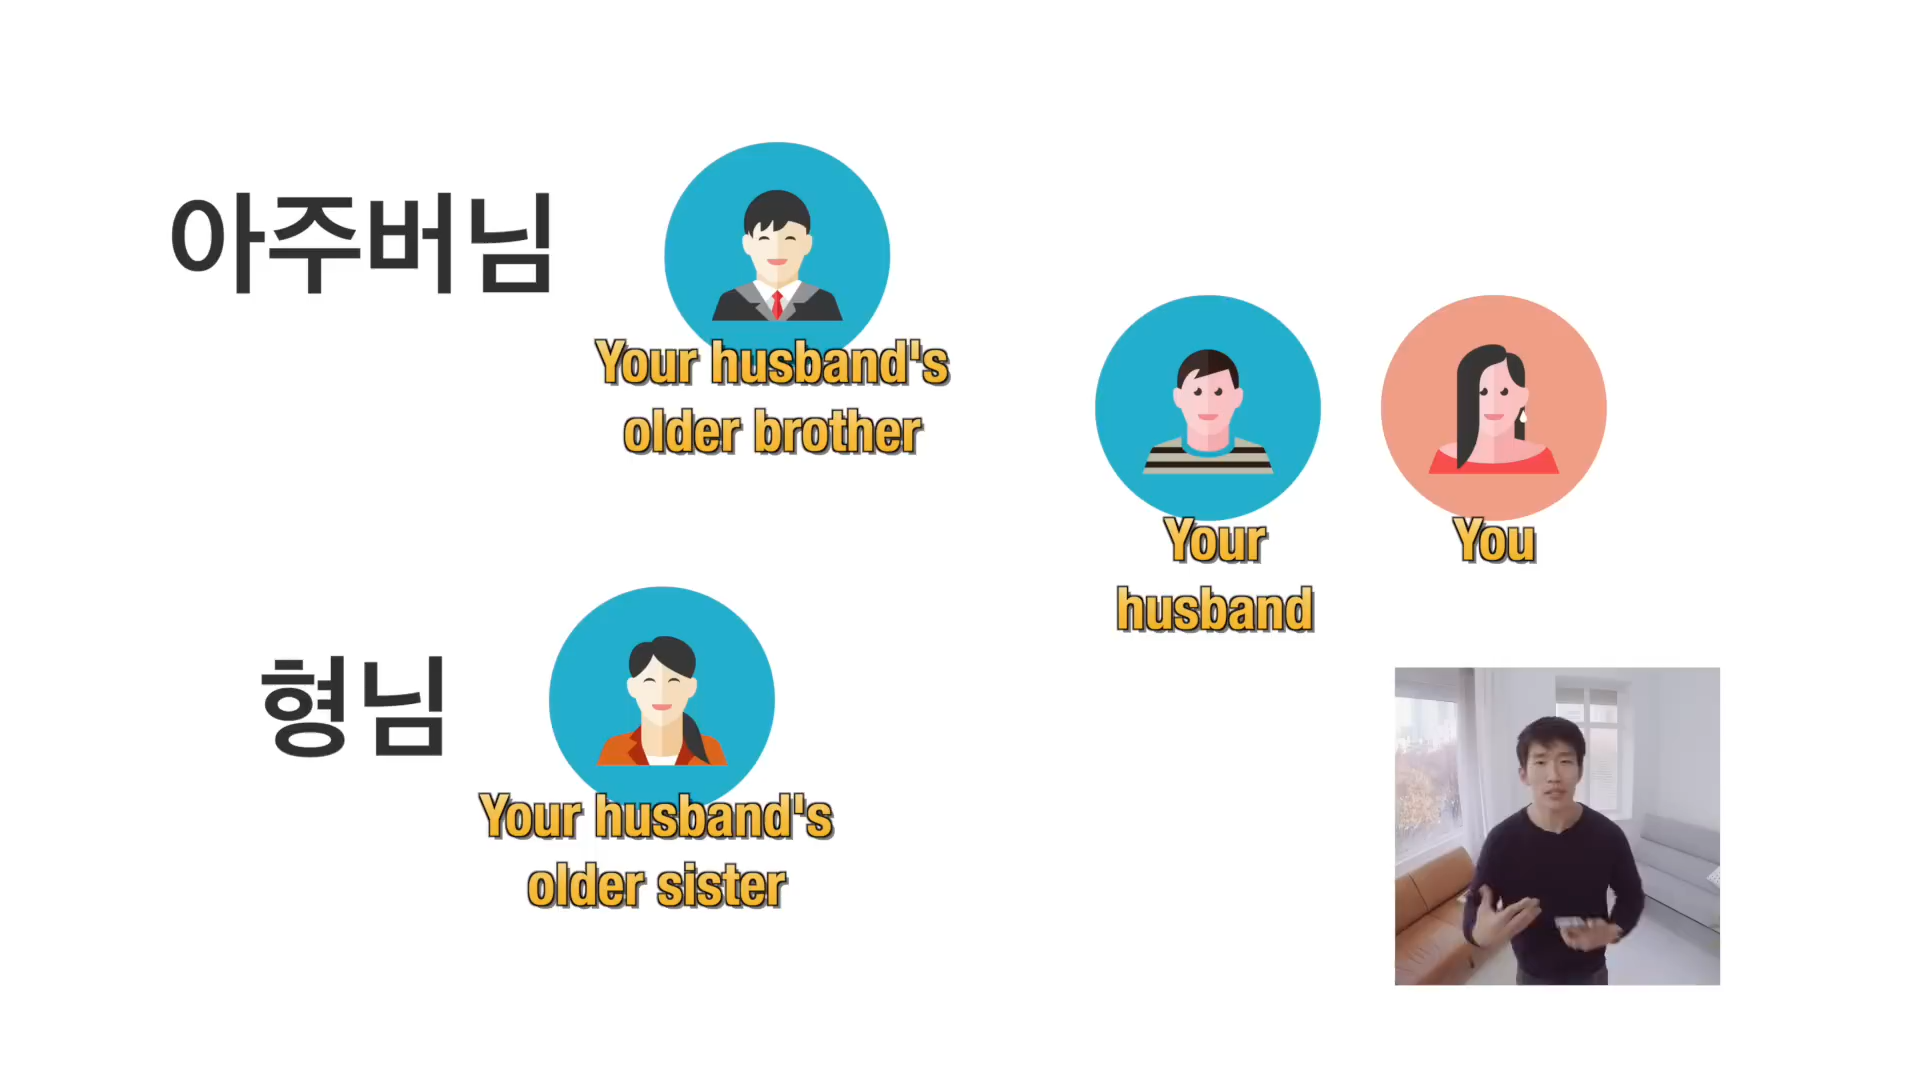 아주버님
Your husband's
older brother
Your
husband
You
형님
Your husband's
older sister